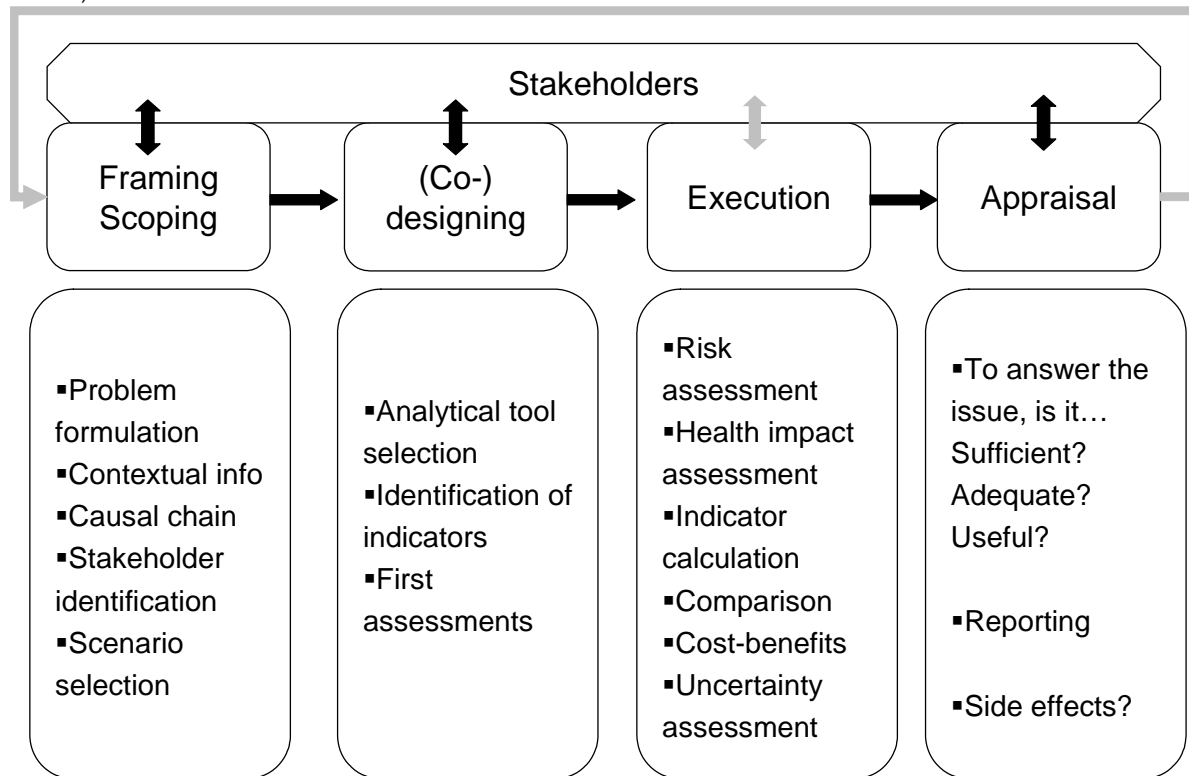 Stakeholders
Framing
Scoping
(Co-)
designing
Execution
Appraisal
▪Problem
formulation
▪Contextual info
▪Causal chain
▪Stakeholder
identification
▪Scenario
selection
▪Analytical tool
selection
▪Identification of
indicators
▪First
assessments
▪Risk
assessment
▪Health impact
assessment
▪Indicator
calculation
▪Comparison
▪Cost-benefits
▪Uncertainty
assessment
▪To answer the
issue, is it…
Sufficient?
Adequate?
Useful?
▪Reporting
▪Side effects?